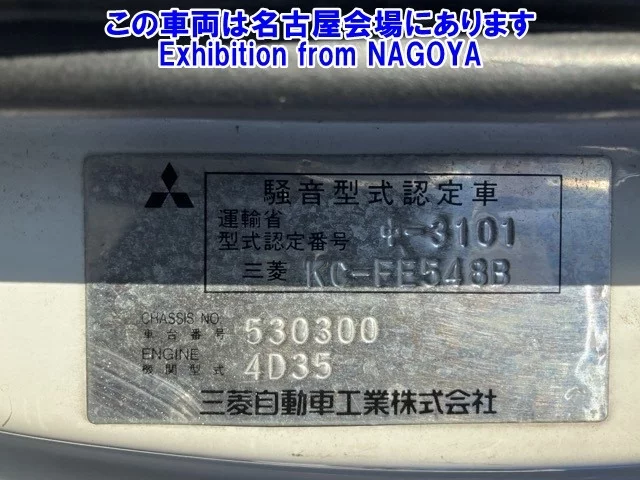 この車両は名古屋会場にあります
Exhibition from NAGOYA
騒音型式認定車
運輸省
型式認定番号 中-3101
三菱 KC-FE548B
CHASSIS NO.
車台番号 530300
ENGINE
機関型式 4D35
三菱自動車工業株式会社